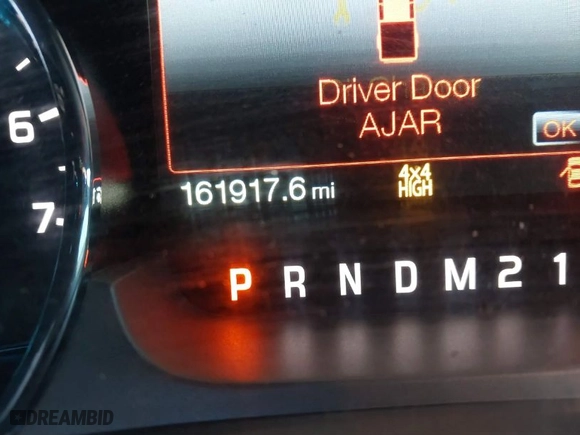 Driver Door
AJAR
OK
6
7
161917.6 mi
4x4
HIGH
P R N D M 2 1
DREAMBID